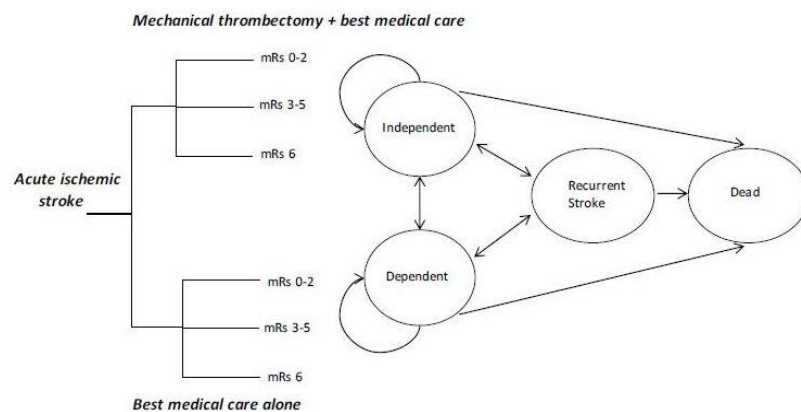 Mechanical thrombectomy + best medical care
mRs 0-2
mRs 3-5
mRs 6
Acute ischemic
stroke
mRs 0-2
mRs 3-5
mRs 6
Best medical care alone
Independent
Dependent
Recurrent
Stroke
Dead